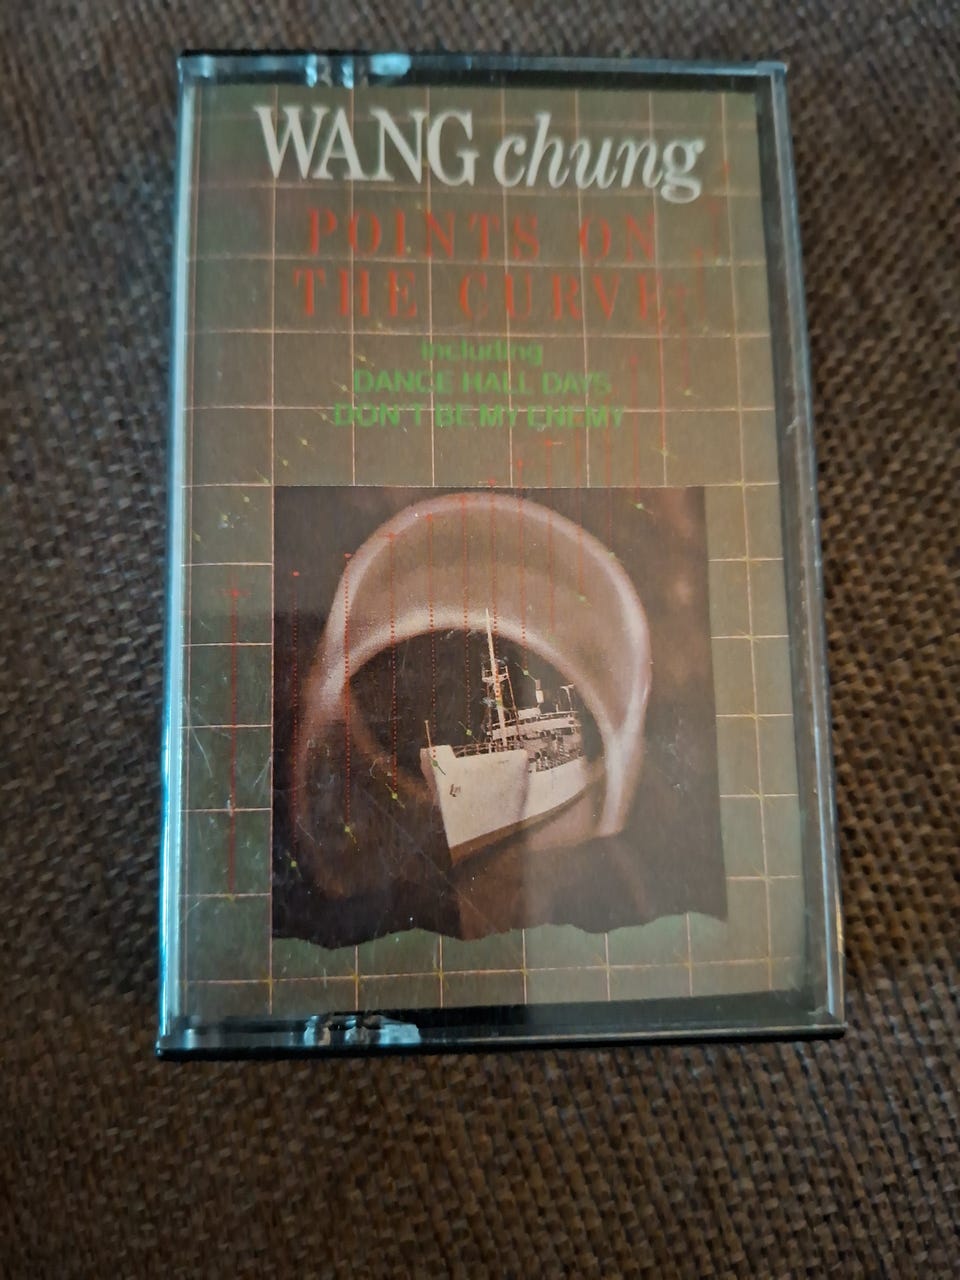 WANG chung
POINTS ON
THE CURVE
including
DANCE HALL DAYS
DON'T BE MY ENEMY